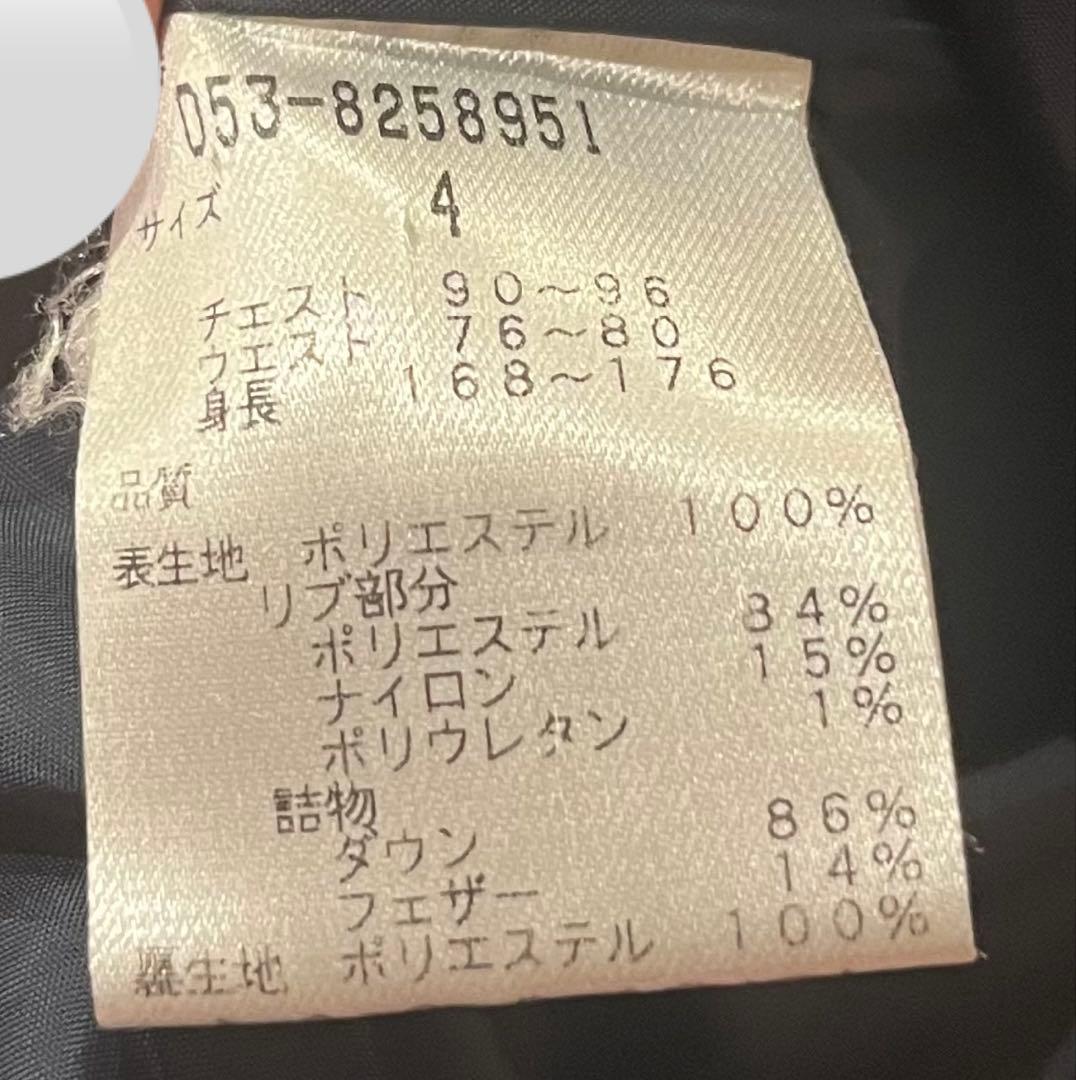 053-8258951
サイズ 4
チェスト 90～96
ウエスト 76～80
身長 168～176
品質
表生地 ポリエステル 100%
リブ部分
ポリエステル 84%
ナイロン 15%
ポリウレタン 1%
詰物
ダウン 86%
フェザー 14%
裏生地 ポリエステル 100%